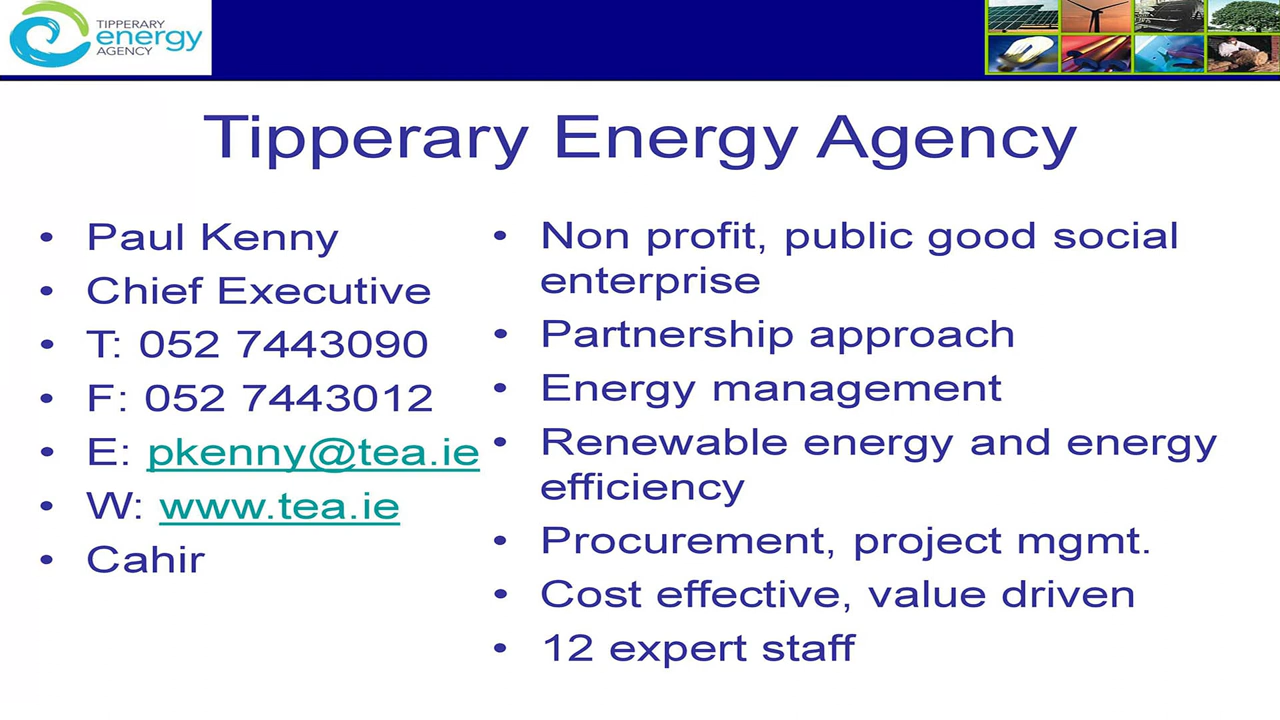 TIPPERARY
energy
AGENCY
Tipperary Energy Agency
• Paul Kenny
• Chief Executive
• T: 052 7443090
• F: 052 7443012
• E: pkenny@tea.ie
• W: www.tea.ie
• Cahir
• Non profit, public good social
enterprise
• Partnership approach
• Energy management
• Renewable energy and energy
efficiency
• Procurement, project mgmt.
• Cost effective, value driven
• 12 expert staff